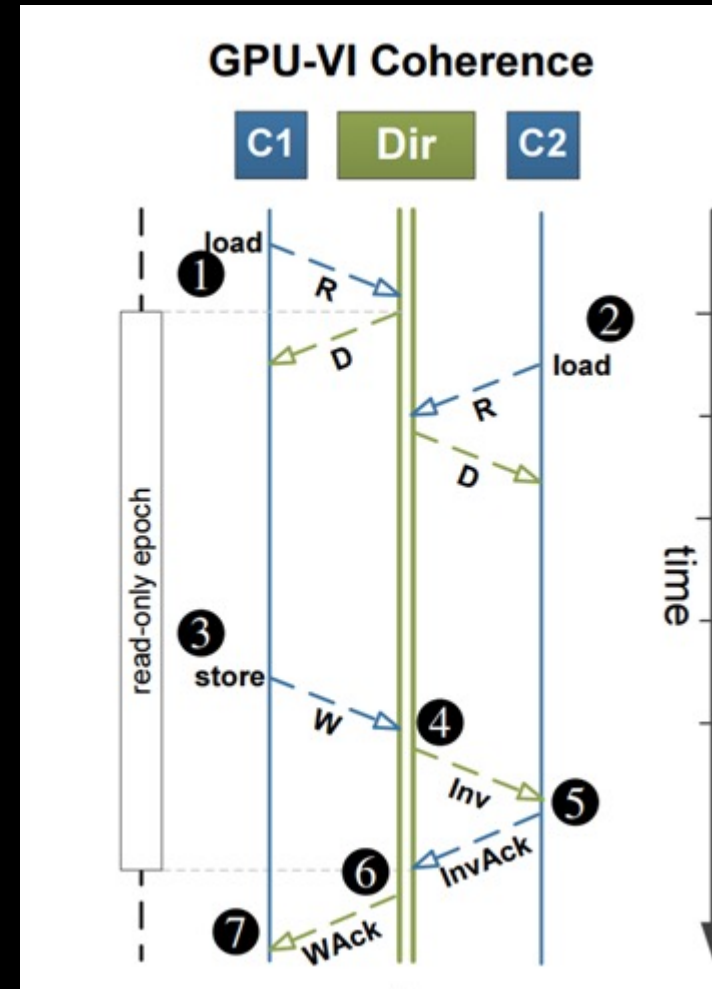 GPU-VI Coherence
C1 Dir C2
load
1
R
2
D
load
R
D
read-only epoch
time
3
store
W
4
Inv
5
InvAck
6
7
WAck